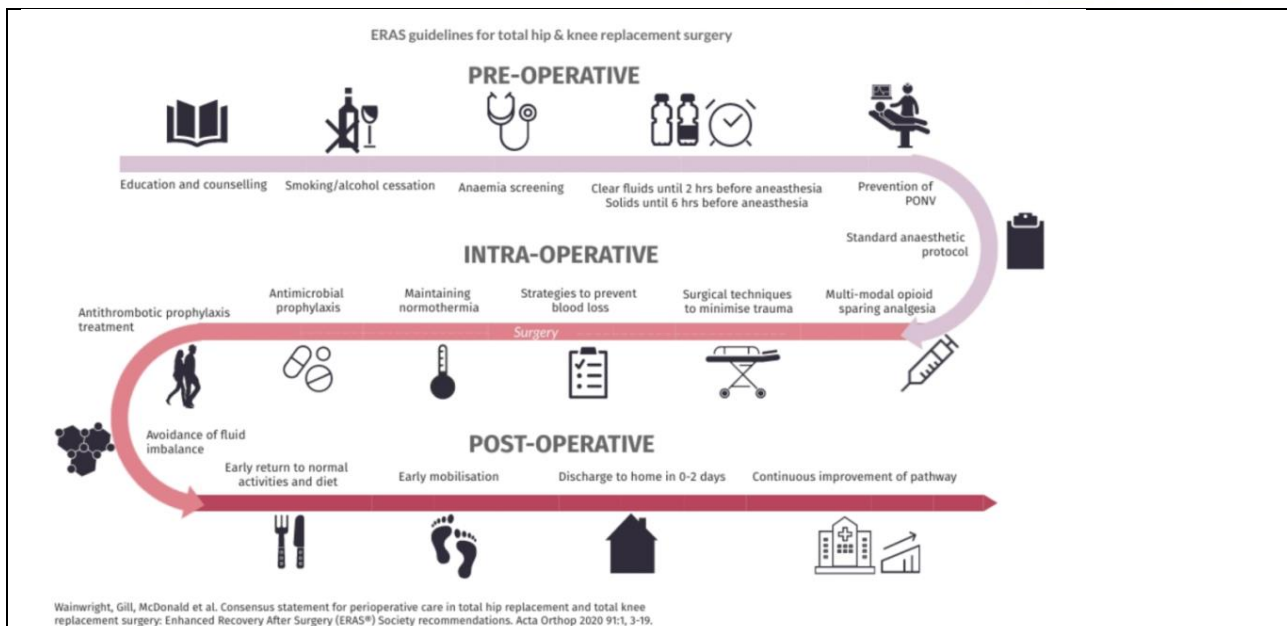 ERAS guidelines for total hip & knee replacement surgery
PRE-OPERATIVE
Education and counselling
Smoking/alcohol cessation
Anaemia screening
Clear fluids until 2 hrs before aneasthesia
Solids until 6 hrs before aneasthesia
Prevention of
PONV
Standard anaesthetic
protocol
INTRA-OPERATIVE
Multi-modal opioid
sparing analgesia
Surgical techniques
to minimise trauma
Strategies to prevent
blood loss
Maintaining
normothermia
Antimicrobial
prophylaxis
Antithrombotic prophylaxis
treatment
Surgery
Avoidance of fluid
imbalance
POST-OPERATIVE
Early return to normal
activities and diet
Early mobilisation
Discharge to home in 0-2 days
Continuous improvement of pathway
Wainwright, Gill, McDonald et al. Consensus statement for perioperative care in total hip replacement and total knee
replacement surgery: Enhanced Recovery After Surgery (ERAS®) Society recommendations. Acta Orthop 2020 91:1, 3-19.